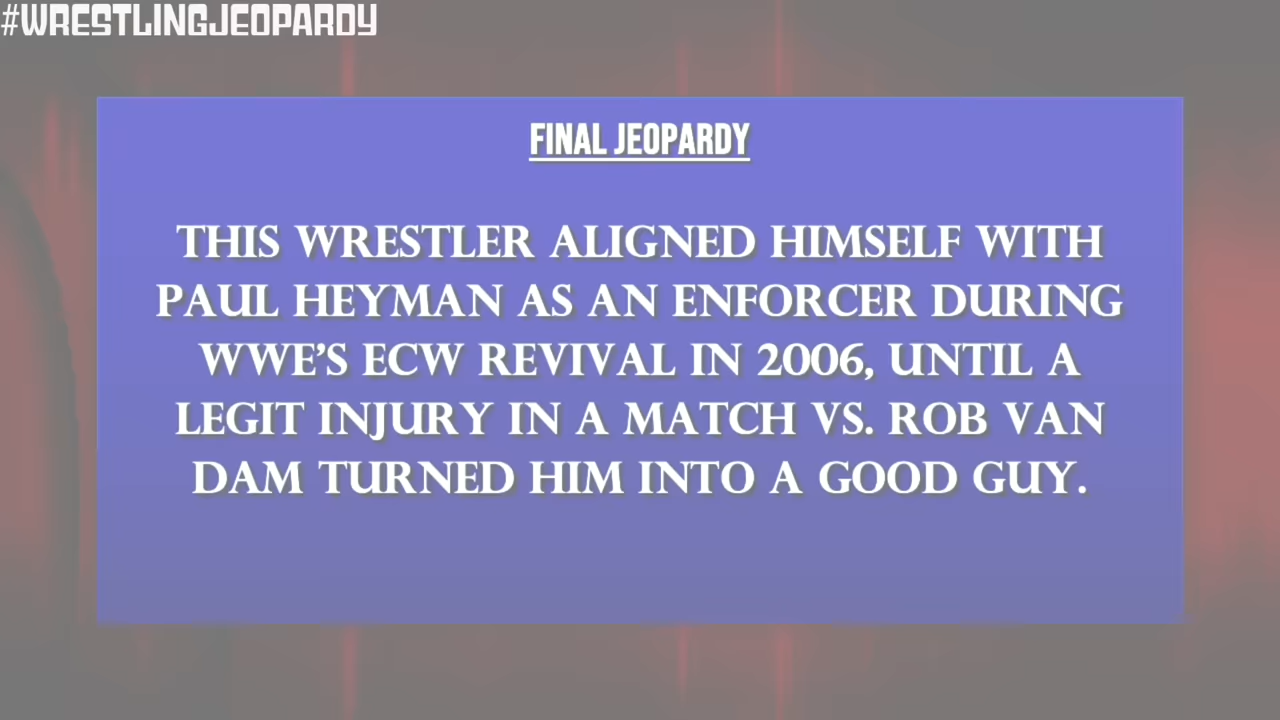 #WRESTLINGJEOPARDY
FINAL JEOPARDY
THIS WRESTLER ALIGNED HIMSELF WITH
PAUL HEYMAN AS AN ENFORCER DURING
WWE'S ECW REVIVAL IN 2006, UNTIL A
LEGIT INJURY IN A MATCH VS. ROB VAN
DAM TURNED HIM INTO A GOOD GUY.